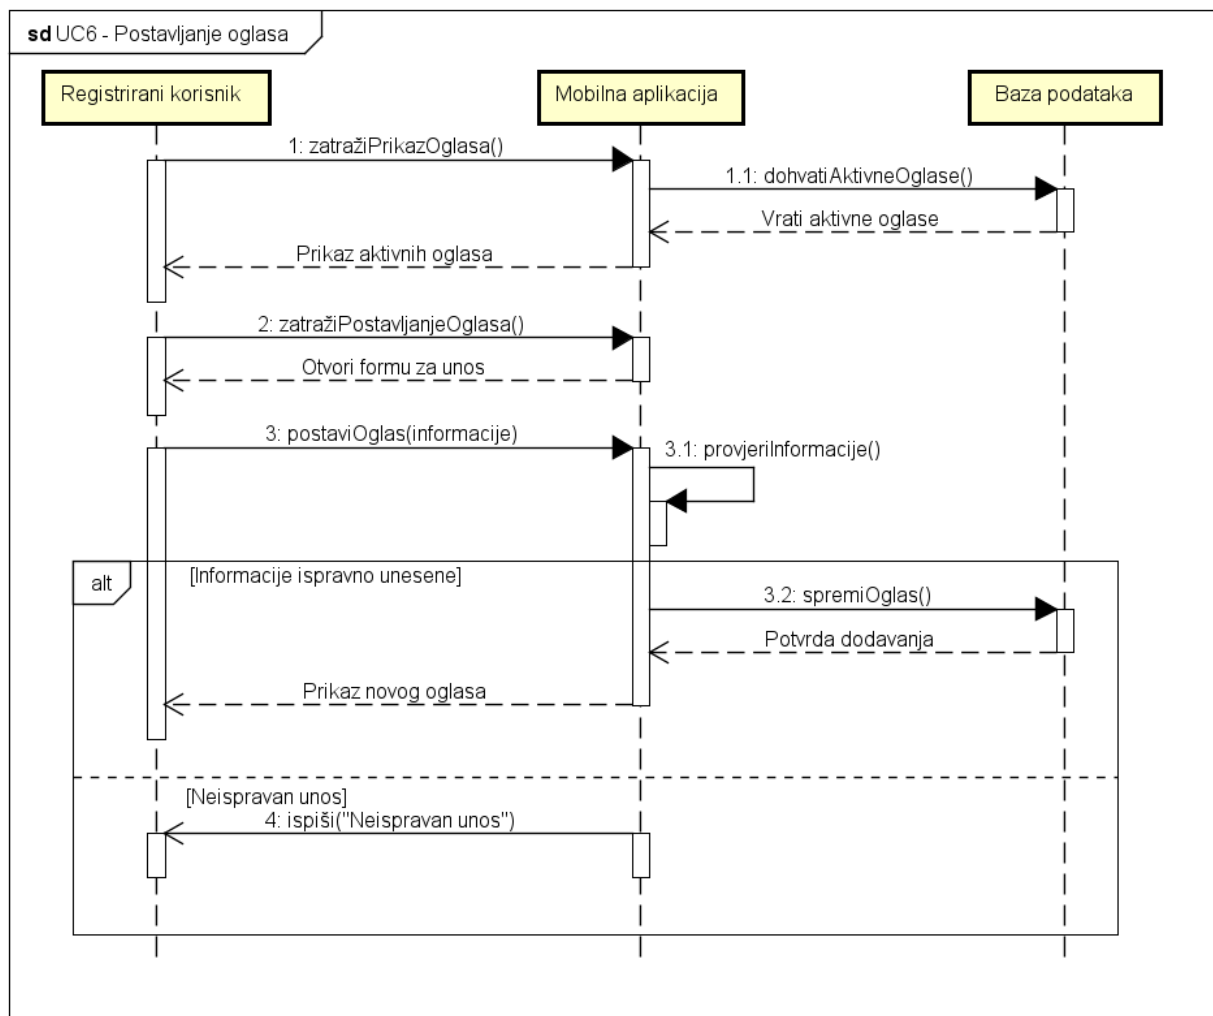 sd UC6 - Postavljanje oglasa
Registrirani korisnik
Mobilna aplikacija
Baza podataka
1: zatražiPrikazOglasa()
1.1: dohvatiAktivneOglase()
Vrati aktivne oglase
Prikaz aktivnih oglasa
2: zatražiPostavljanjeOglasa()
Otvori formu za unos
3: postaviOglas(informacije)
3.1: provjeriInformacije()
alt
[Informacije ispravno unesene]
3.2: spremiOglas()
Potvrda dodavanja
Prikaz novog oglasa
[Neispravan unos]
4: ispiši("Neispravan unos")